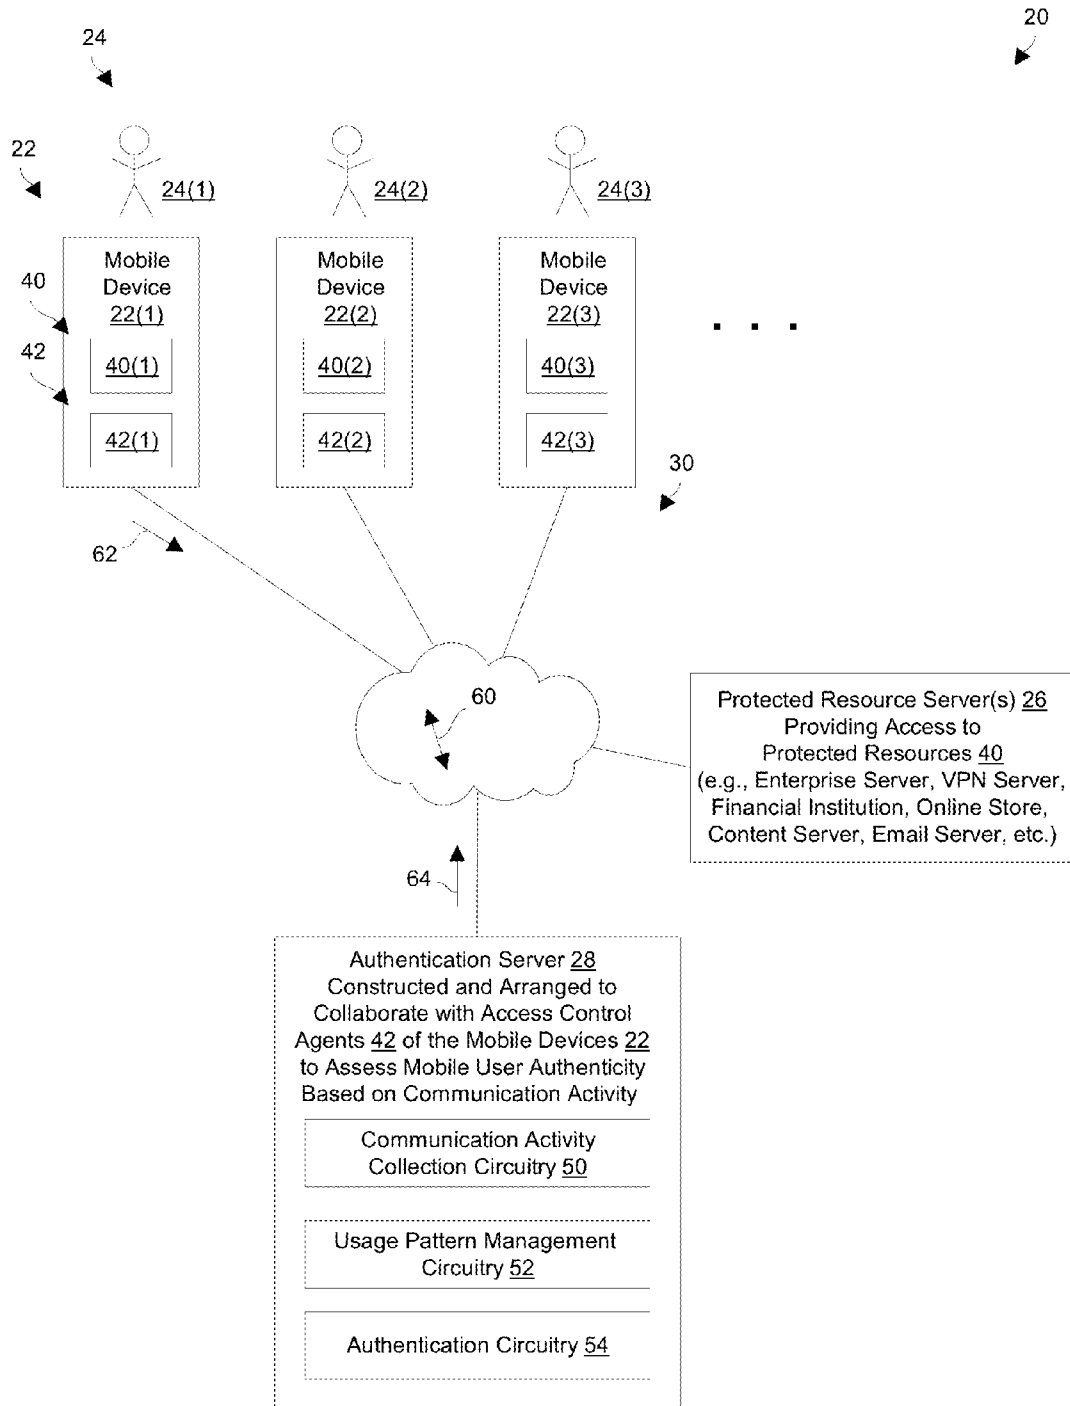 20
24
22
24(1)
24(2)
24(3)
Mobile
Device
22(1)
Mobile
Device
22(2)
Mobile
Device
22(3)
. . .
40
40(1)
40(2)
40(3)
42
42(1)
42(2)
42(3)
30
62
60
Protected Resource Server(s) 26
Providing Access to
Protected Resources 40
(e.g., Enterprise Server, VPN Server,
Financial Institution, Online Store,
Content Server, Email Server, etc.)
64
Authentication Server 28
Constructed and Arranged to
Collaborate with Access Control
Agents 42 of the Mobile Devices 22
to Assess Mobile User Authenticity
Based on Communication Activity
Communication Activity
Collection Circuitry 50
Usage Pattern Management
Circuitry 52
Authentication Circuitry 54